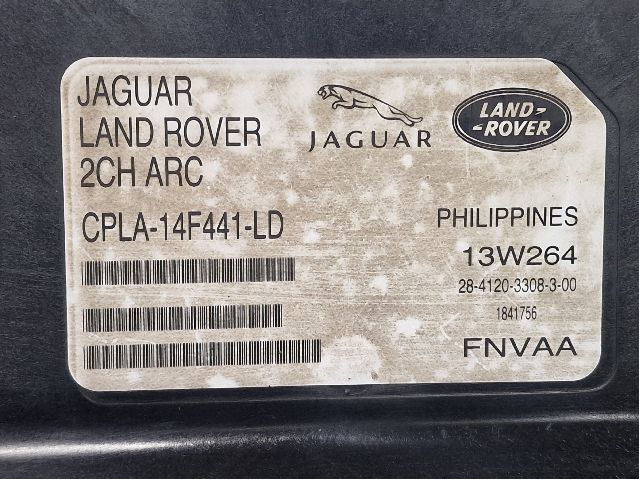 JAGUAR
LAND ROVER
2CH ARC
CPLA-14F441-LD
JAGUAR
LAND-
-ROVER
PHILIPPINES
13W264
28-4120-3308-3-00
1841756
FNVAA